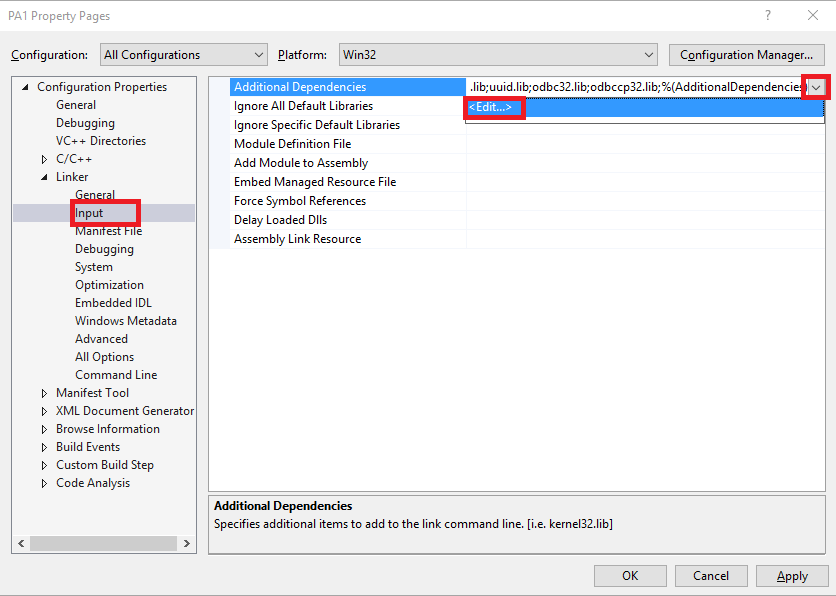 PA1 Property Pages
?
Configuration: All Configurations Platform: Win32 Configuration Manager...
Configuration Properties
General
Debugging
VC++ Directories
C/C++
Linker
General
Input
Manifest File
Debugging
System
Optimization
Embedded IDL
Windows Metadata
Advanced
All Options
Command Line
Manifest Tool
XML Document Generator
Browse Information
Build Events
Custom Build Step
Code Analysis
Additional Dependencies .lib;uuid.lib;odbc32.lib;odbccp32.lib;%(AdditionalDependencies)
<Edit...>
Ignore All Default Libraries
Ignore Specific Default Libraries
Module Definition File
Add Module to Assembly
Embed Managed Resource File
Force Symbol References
Delay Loaded Dlls
Assembly Link Resource
Additional Dependencies
Specifies additional items to add to the link command line. [i.e. kernel32.lib]
OK Cancel Apply